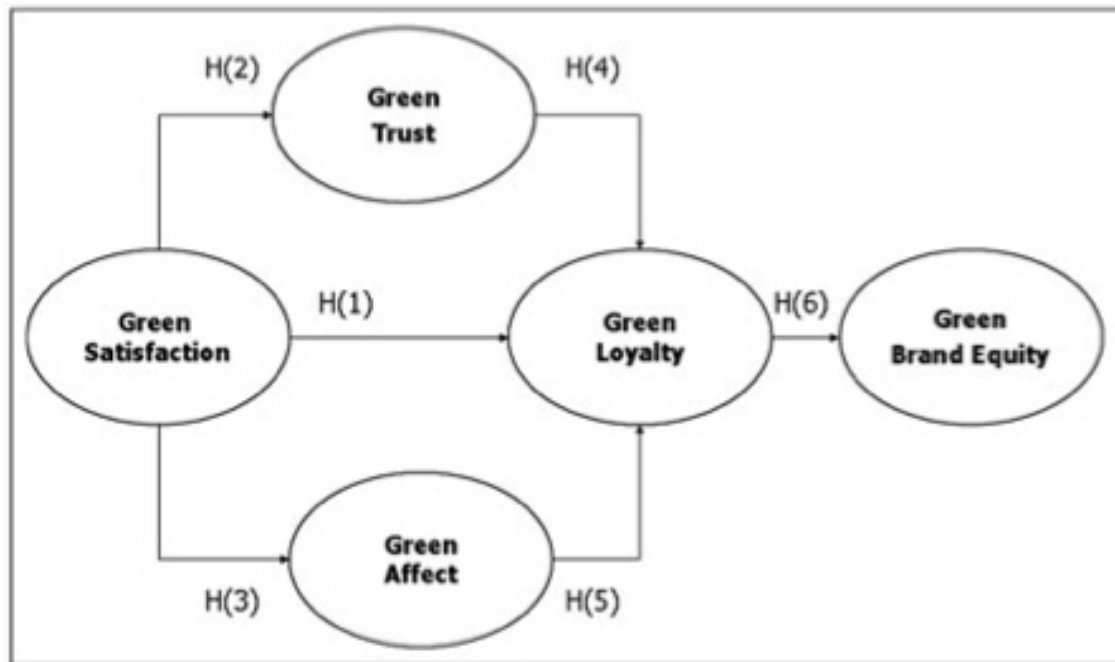 H(2)
Green
Trust
H(4)
Green
Satisfaction
H(1)
Green
Loyalty
H(6)
Green
Brand Equity
H(3)
Green
Affect
H(5)